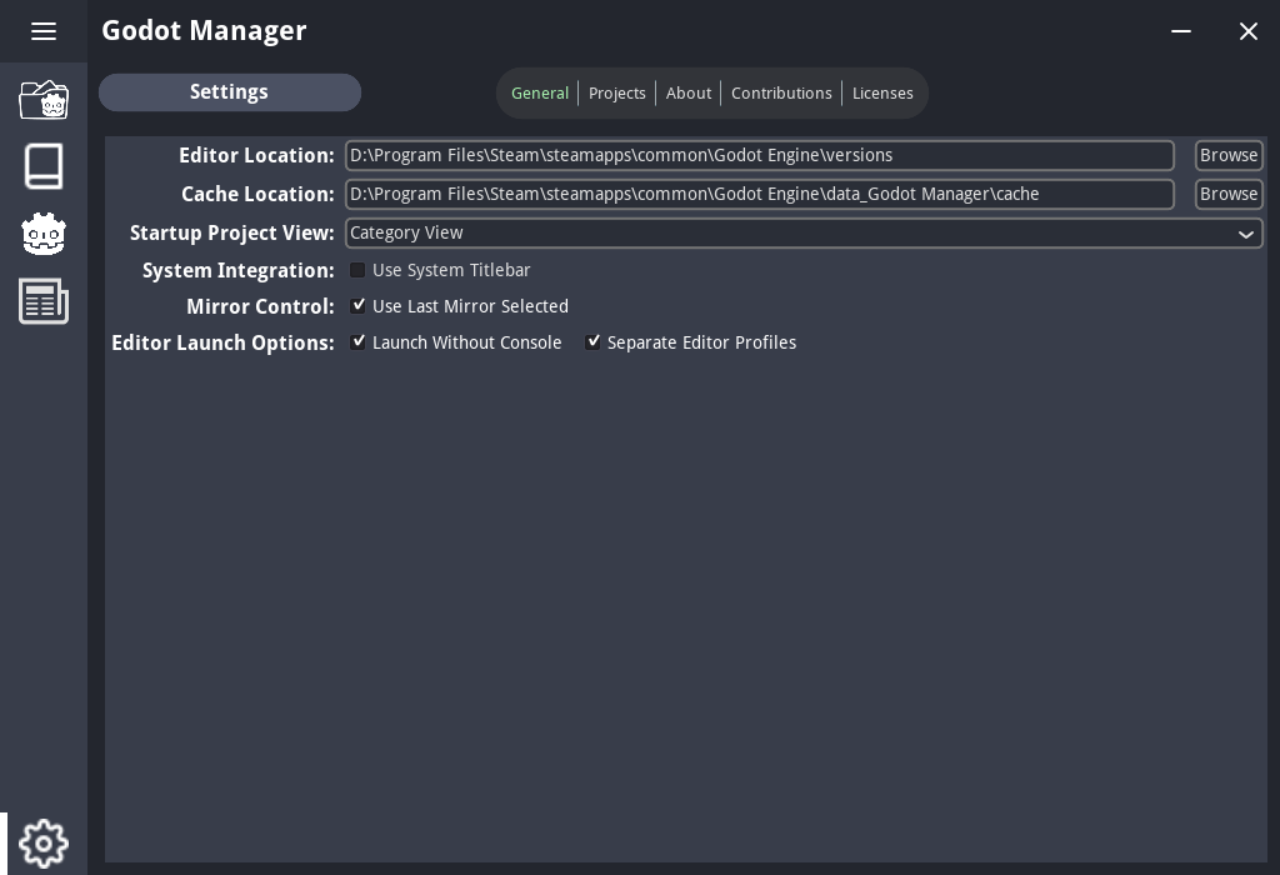 Godot Manager
Settings
General Projects About Contributions Licenses
Editor Location: D:\Program Files\Steam\steamapps\common\Godot Engine\versions Browse
Cache Location: D:\Program Files\Steam\steamapps\common\Godot Engine\data_Godot Manager\cache Browse
Startup Project View: Category View
System Integration: Use System Titlebar
Mirror Control: Use Last Mirror Selected
Editor Launch Options: Launch Without Console Separate Editor Profiles